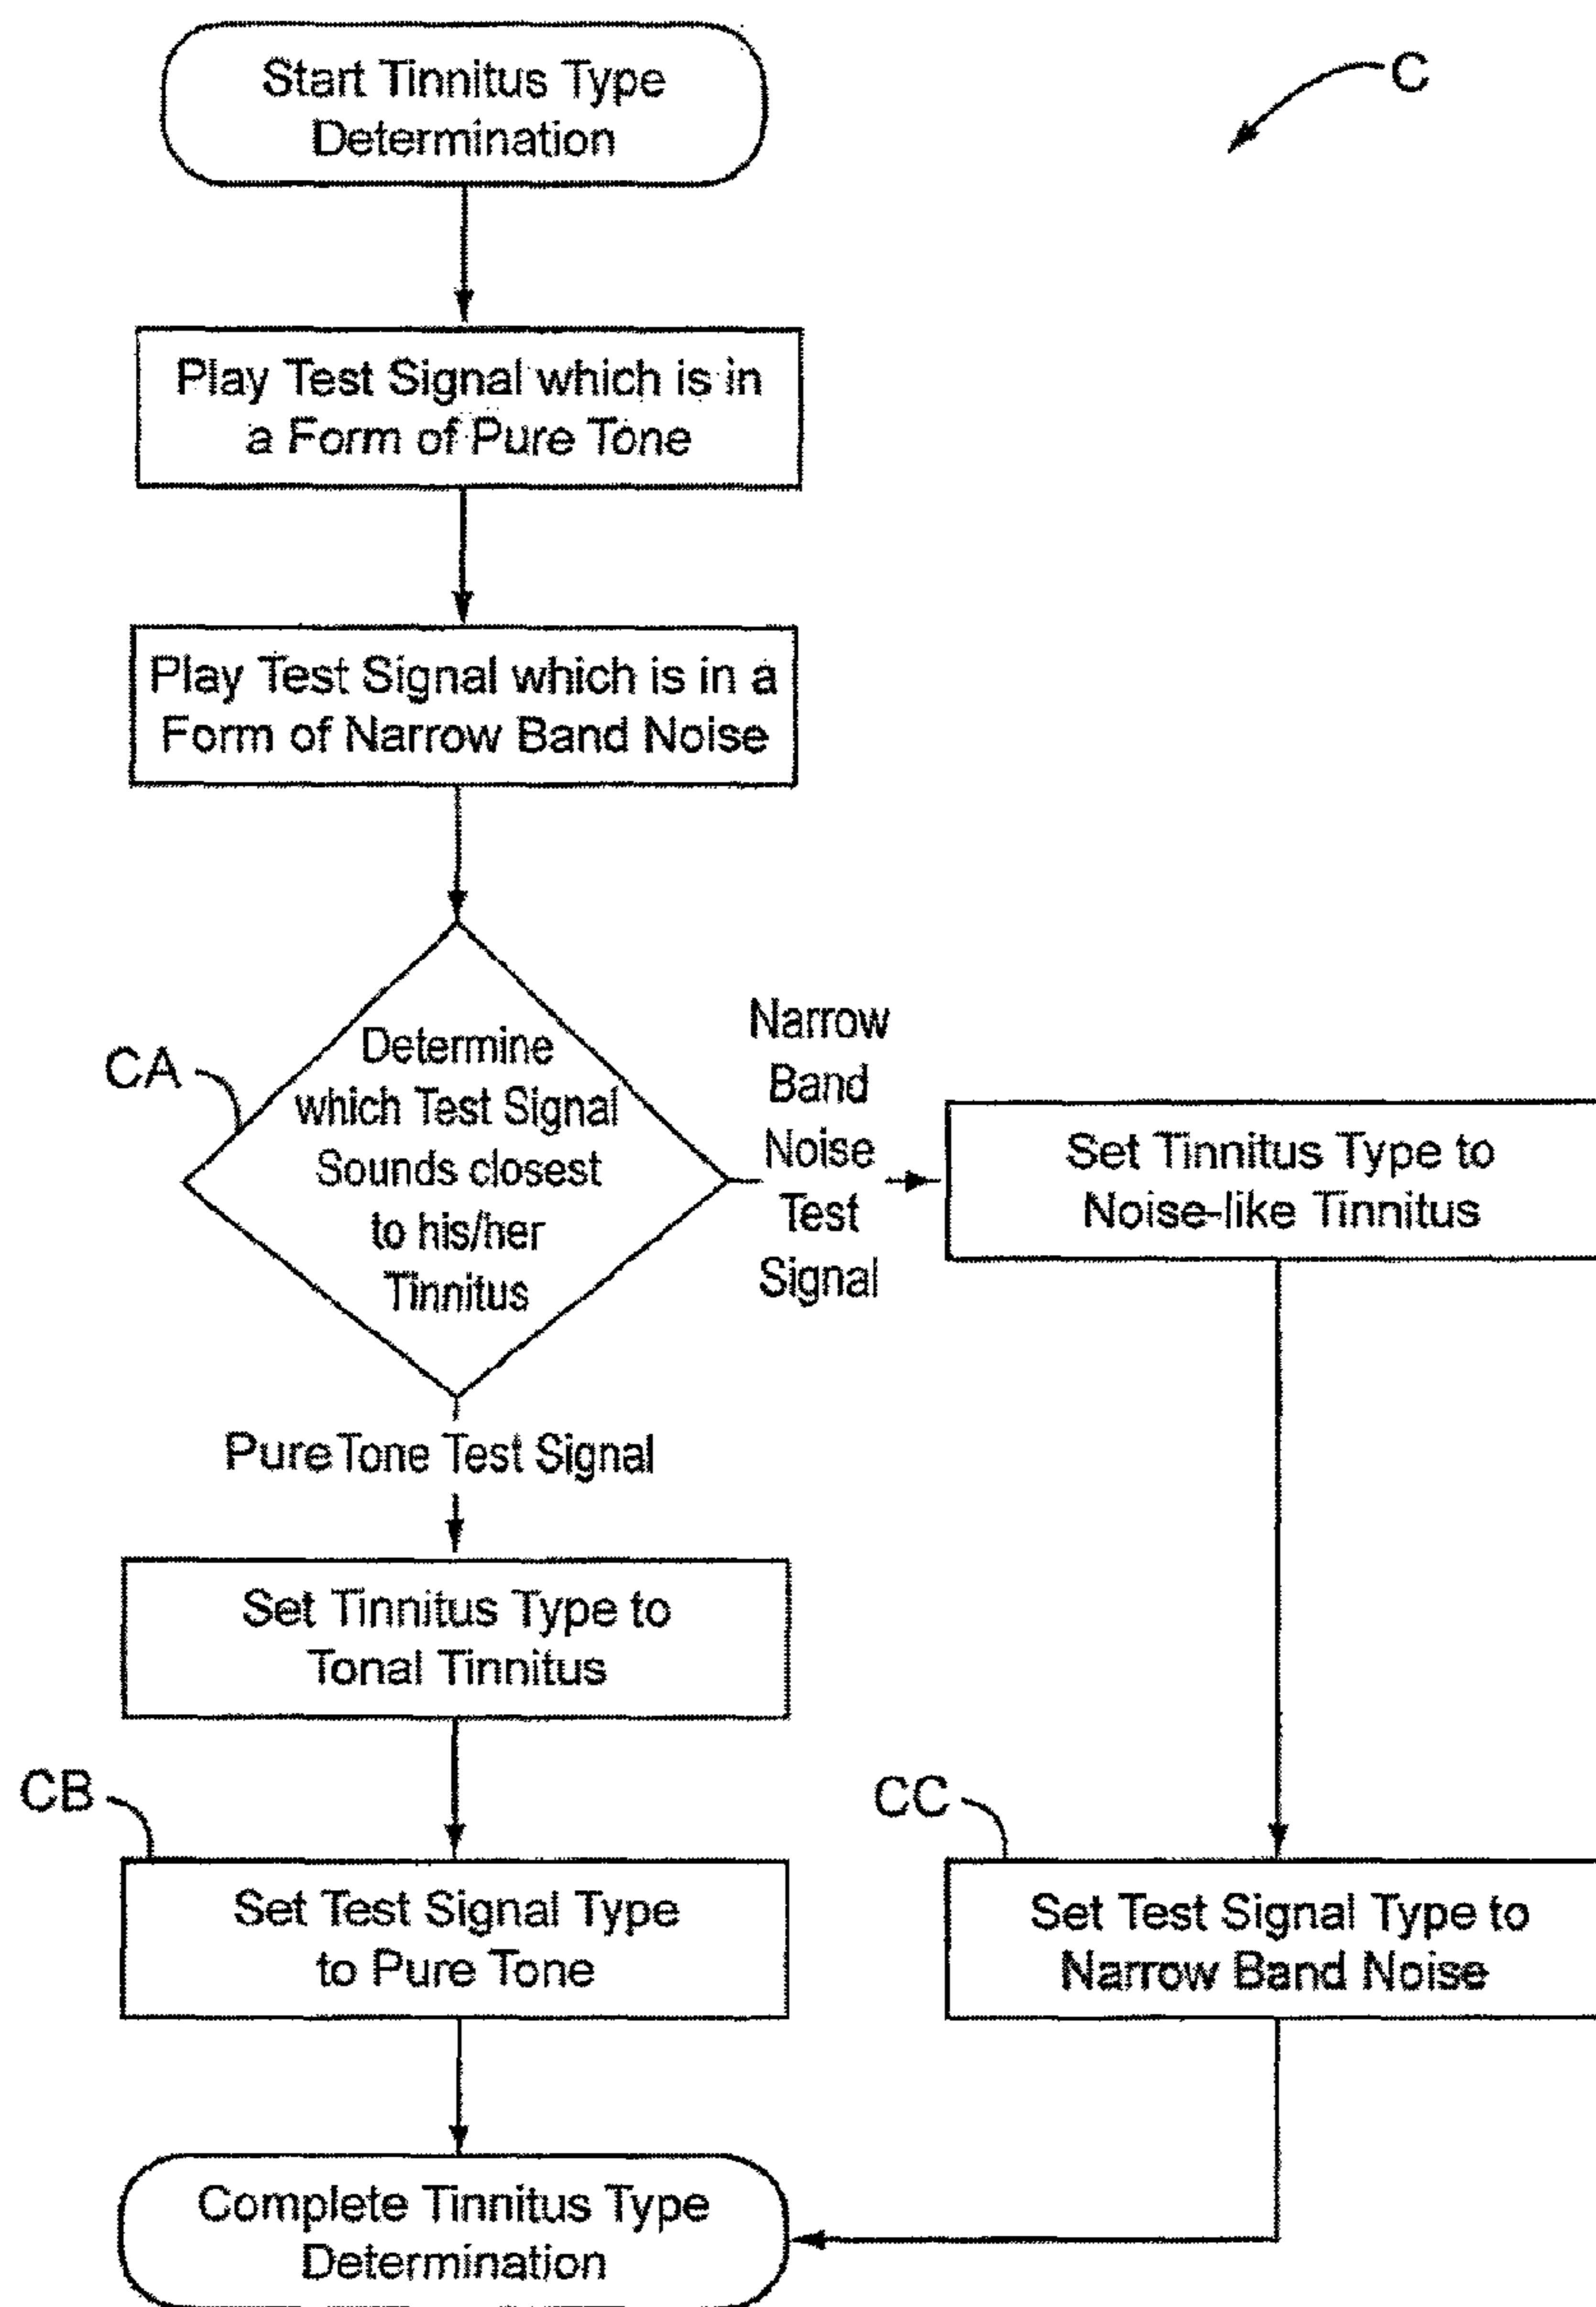 Start Tinnitus Type
Determination
C
Play Test Signal which is in
a Form of Pure Tone
Play Test Signal which is in a
Form of Narrow Band Noise
CA
Determine
which Test Signal
Sounds closest
to his/her
Tinnitus
Narrow
Band
Noise
Test
Signal
Set Tinnitus Type to
Noise-like Tinnitus
Pure Tone Test Signal
Set Tinnitus Type to
Tonal Tinnitus
CB
Set Test Signal Type
to Pure Tone
CC
Set Test Signal Type to
Narrow Band Noise
Complete Tinnitus Type
Determination